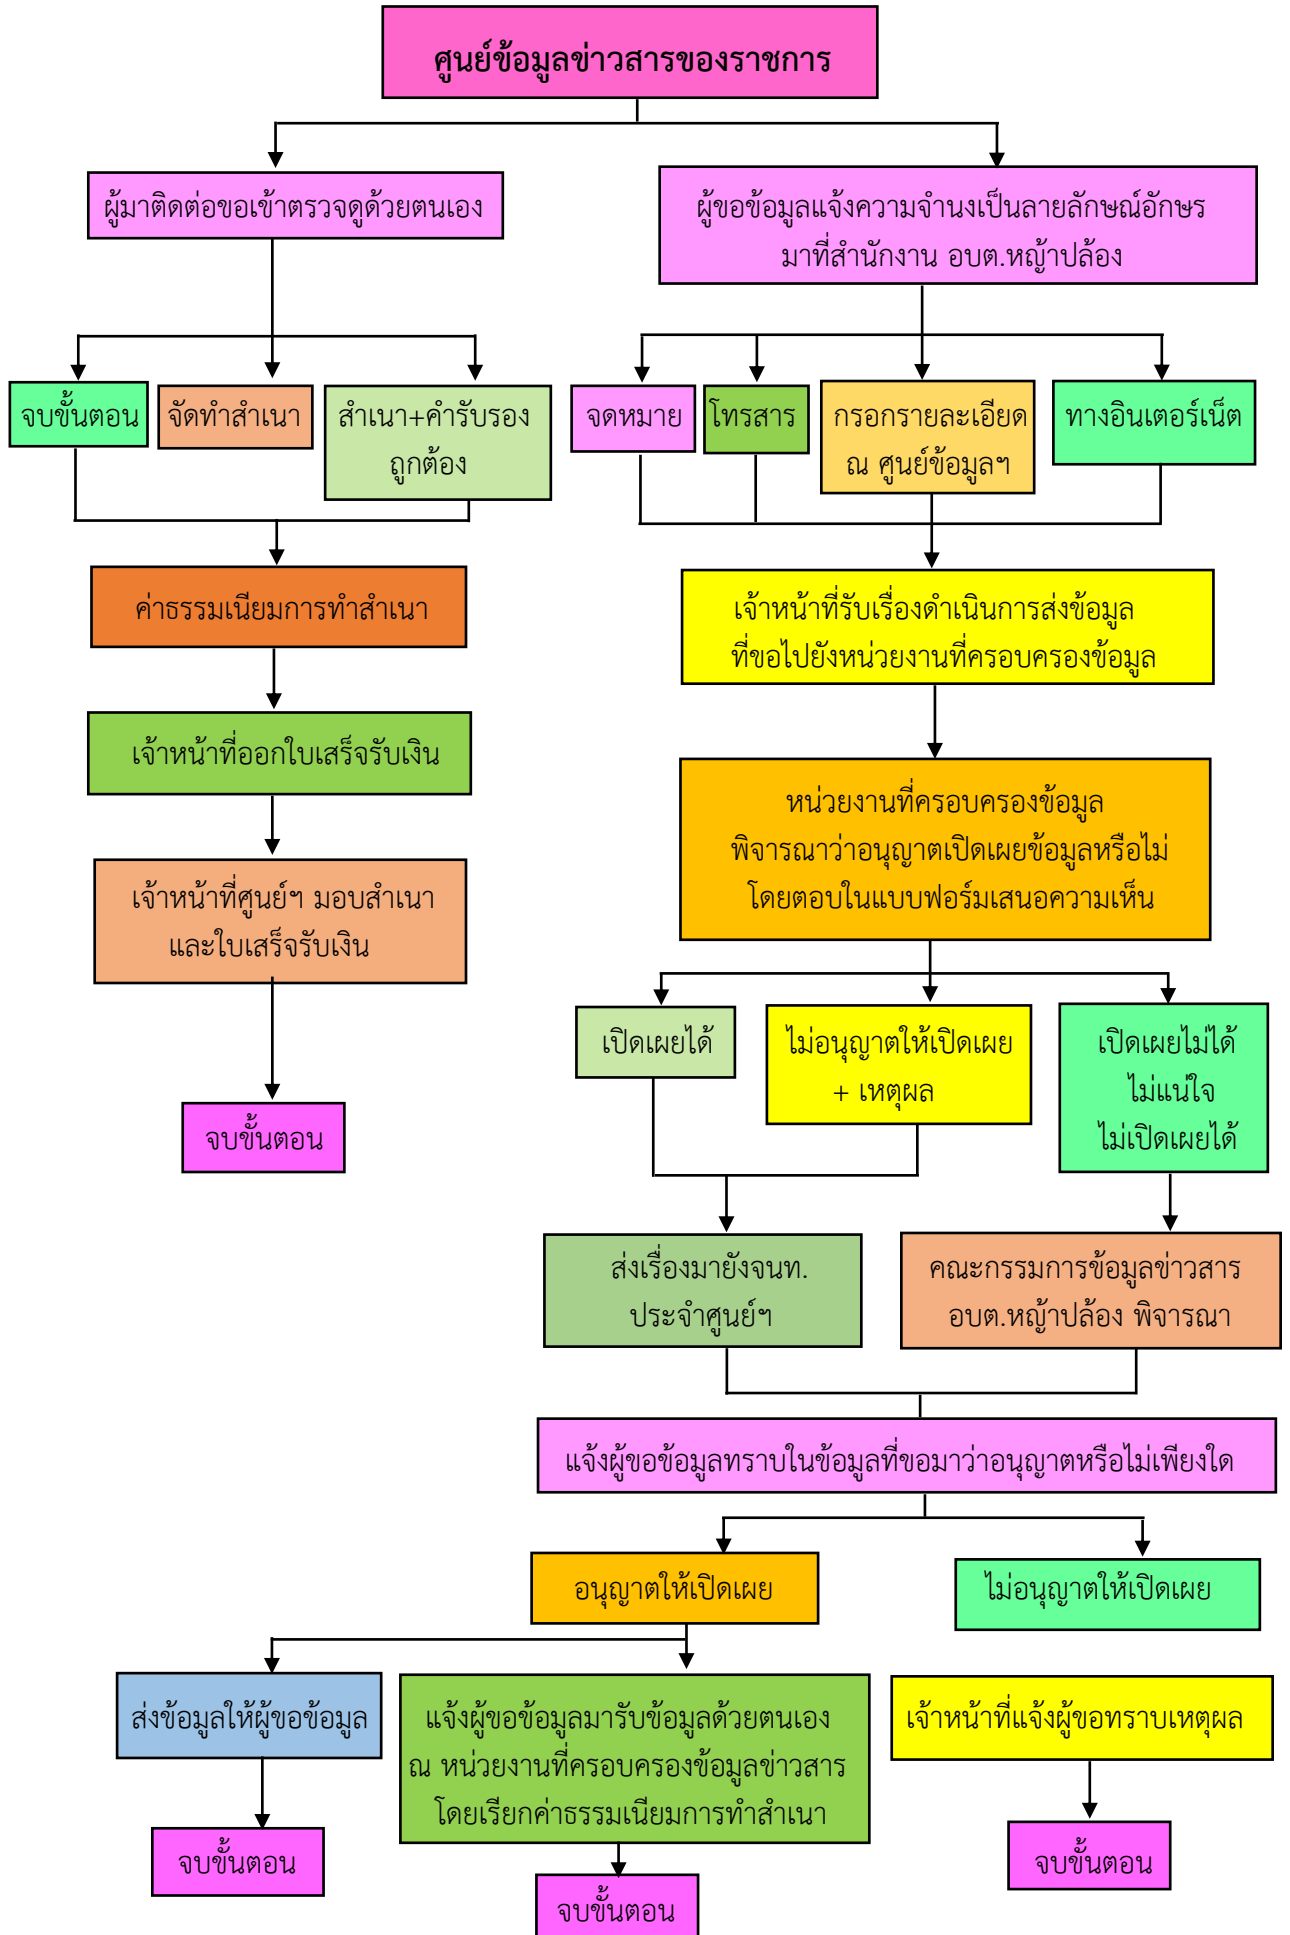 ศูนย์ข้อมูลข่าวสารของราชการ
ผู้มาติดต่อขอเข้าตรวจดูด้วยตนเอง
ผู้ขอข้อมูลแจ้งความจำนงเป็นลายลักษณ์อักษร
มาที่สำนักงาน อบต.หญ้าปล้อง
จบขั้นตอน
จัดทำสำเนา
สำเนา+คำรับรอง
ถูกต้อง
จดหมาย
โทรสาร
กรอกรายละเอียด
ณ ศูนย์ข้อมูลฯ
ทางอินเตอร์เน็ต
ค่าธรรมเนียมการทำสำเนา
เจ้าหน้าที่ออกใบเสร็จรับเงิน
เจ้าหน้าที่ศูนย์ฯ มอบสำเนา
และใบเสร็จรับเงิน
จบขั้นตอน
เจ้าหน้าที่รับเรื่องดำเนินการส่งข้อมูล
ที่ขอไปยังหน่วยงานที่ครอบครองข้อมูล
หน่วยงานที่ครอบครองข้อมูล
พิจารณาว่าอนุญาตเปิดเผยข้อมูลหรือไม่
โดยตอบในแบบฟอร์มเสนอความเห็น
เปิดเผยได้
ไม่อนุญาตให้เปิดเผย
+ เหตุผล
เปิดเผยไม่ได้
ไม่แน่ใจ
ไม่เปิดเผยได้
ส่งเรื่องมายังจนท.
ประจำศูนย์ฯ
คณะกรรมการข้อมูลข่าวสาร
อบต.หญ้าปล้อง พิจารณา
แจ้งผู้ขอข้อมูลทราบในข้อมูลที่ขอมาว่าอนุญาตหรือไม่เพียงใด
อนุญาตให้เปิดเผย
ไม่อนุญาตให้เปิดเผย
ส่งข้อมูลให้ผู้ขอข้อมูล
แจ้งผู้ขอข้อมูลมารับข้อมูลด้วยตนเอง
ณ หน่วยงานที่ครอบครองข้อมูลข่าวสาร
โดยเรียกค่าธรรมเนียมการทำสำเนา
เจ้าหน้าที่แจ้งผู้ขอทราบเหตุผล
จบขั้นตอน
จบขั้นตอน
จบขั้นตอน